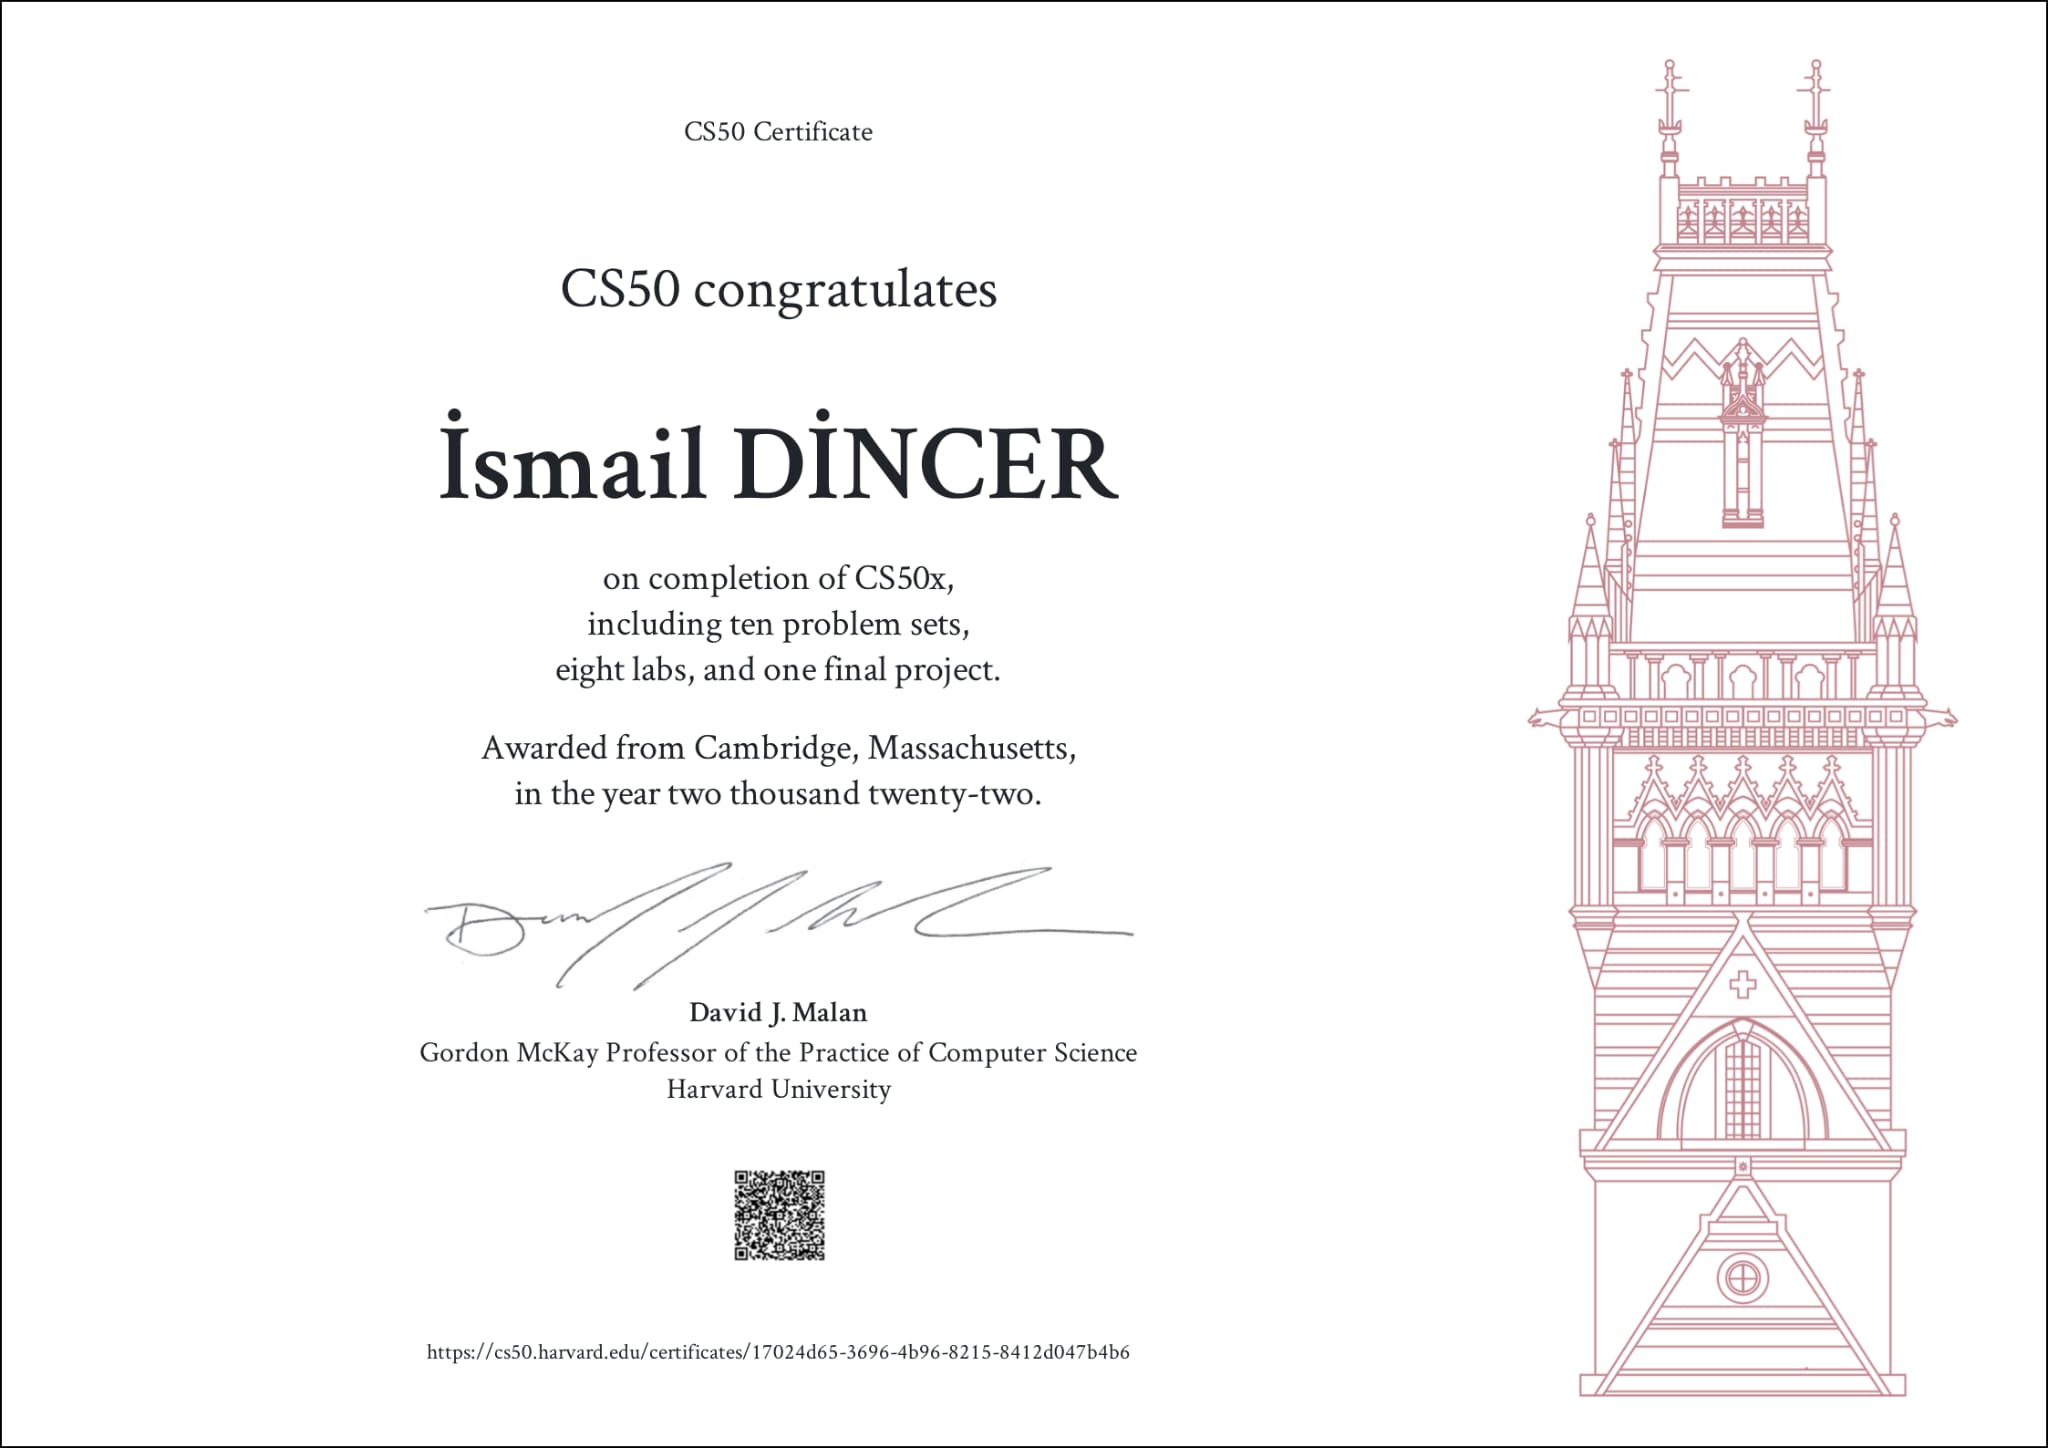 CS50 Certificate
CS50 congratulates
İsmail DİNCER
on completion of CS50x,
including ten problem sets,
eight labs, and one final project.
Awarded from Cambridge, Massachusetts,
in the year two thousand twenty-two.
David J. Malan
Gordon McKay Professor of the Practice of Computer Science
Harvard University
https://cs50.harvard.edu/certificates/17024d65-3696-4b96-8215-8412d047b4b6